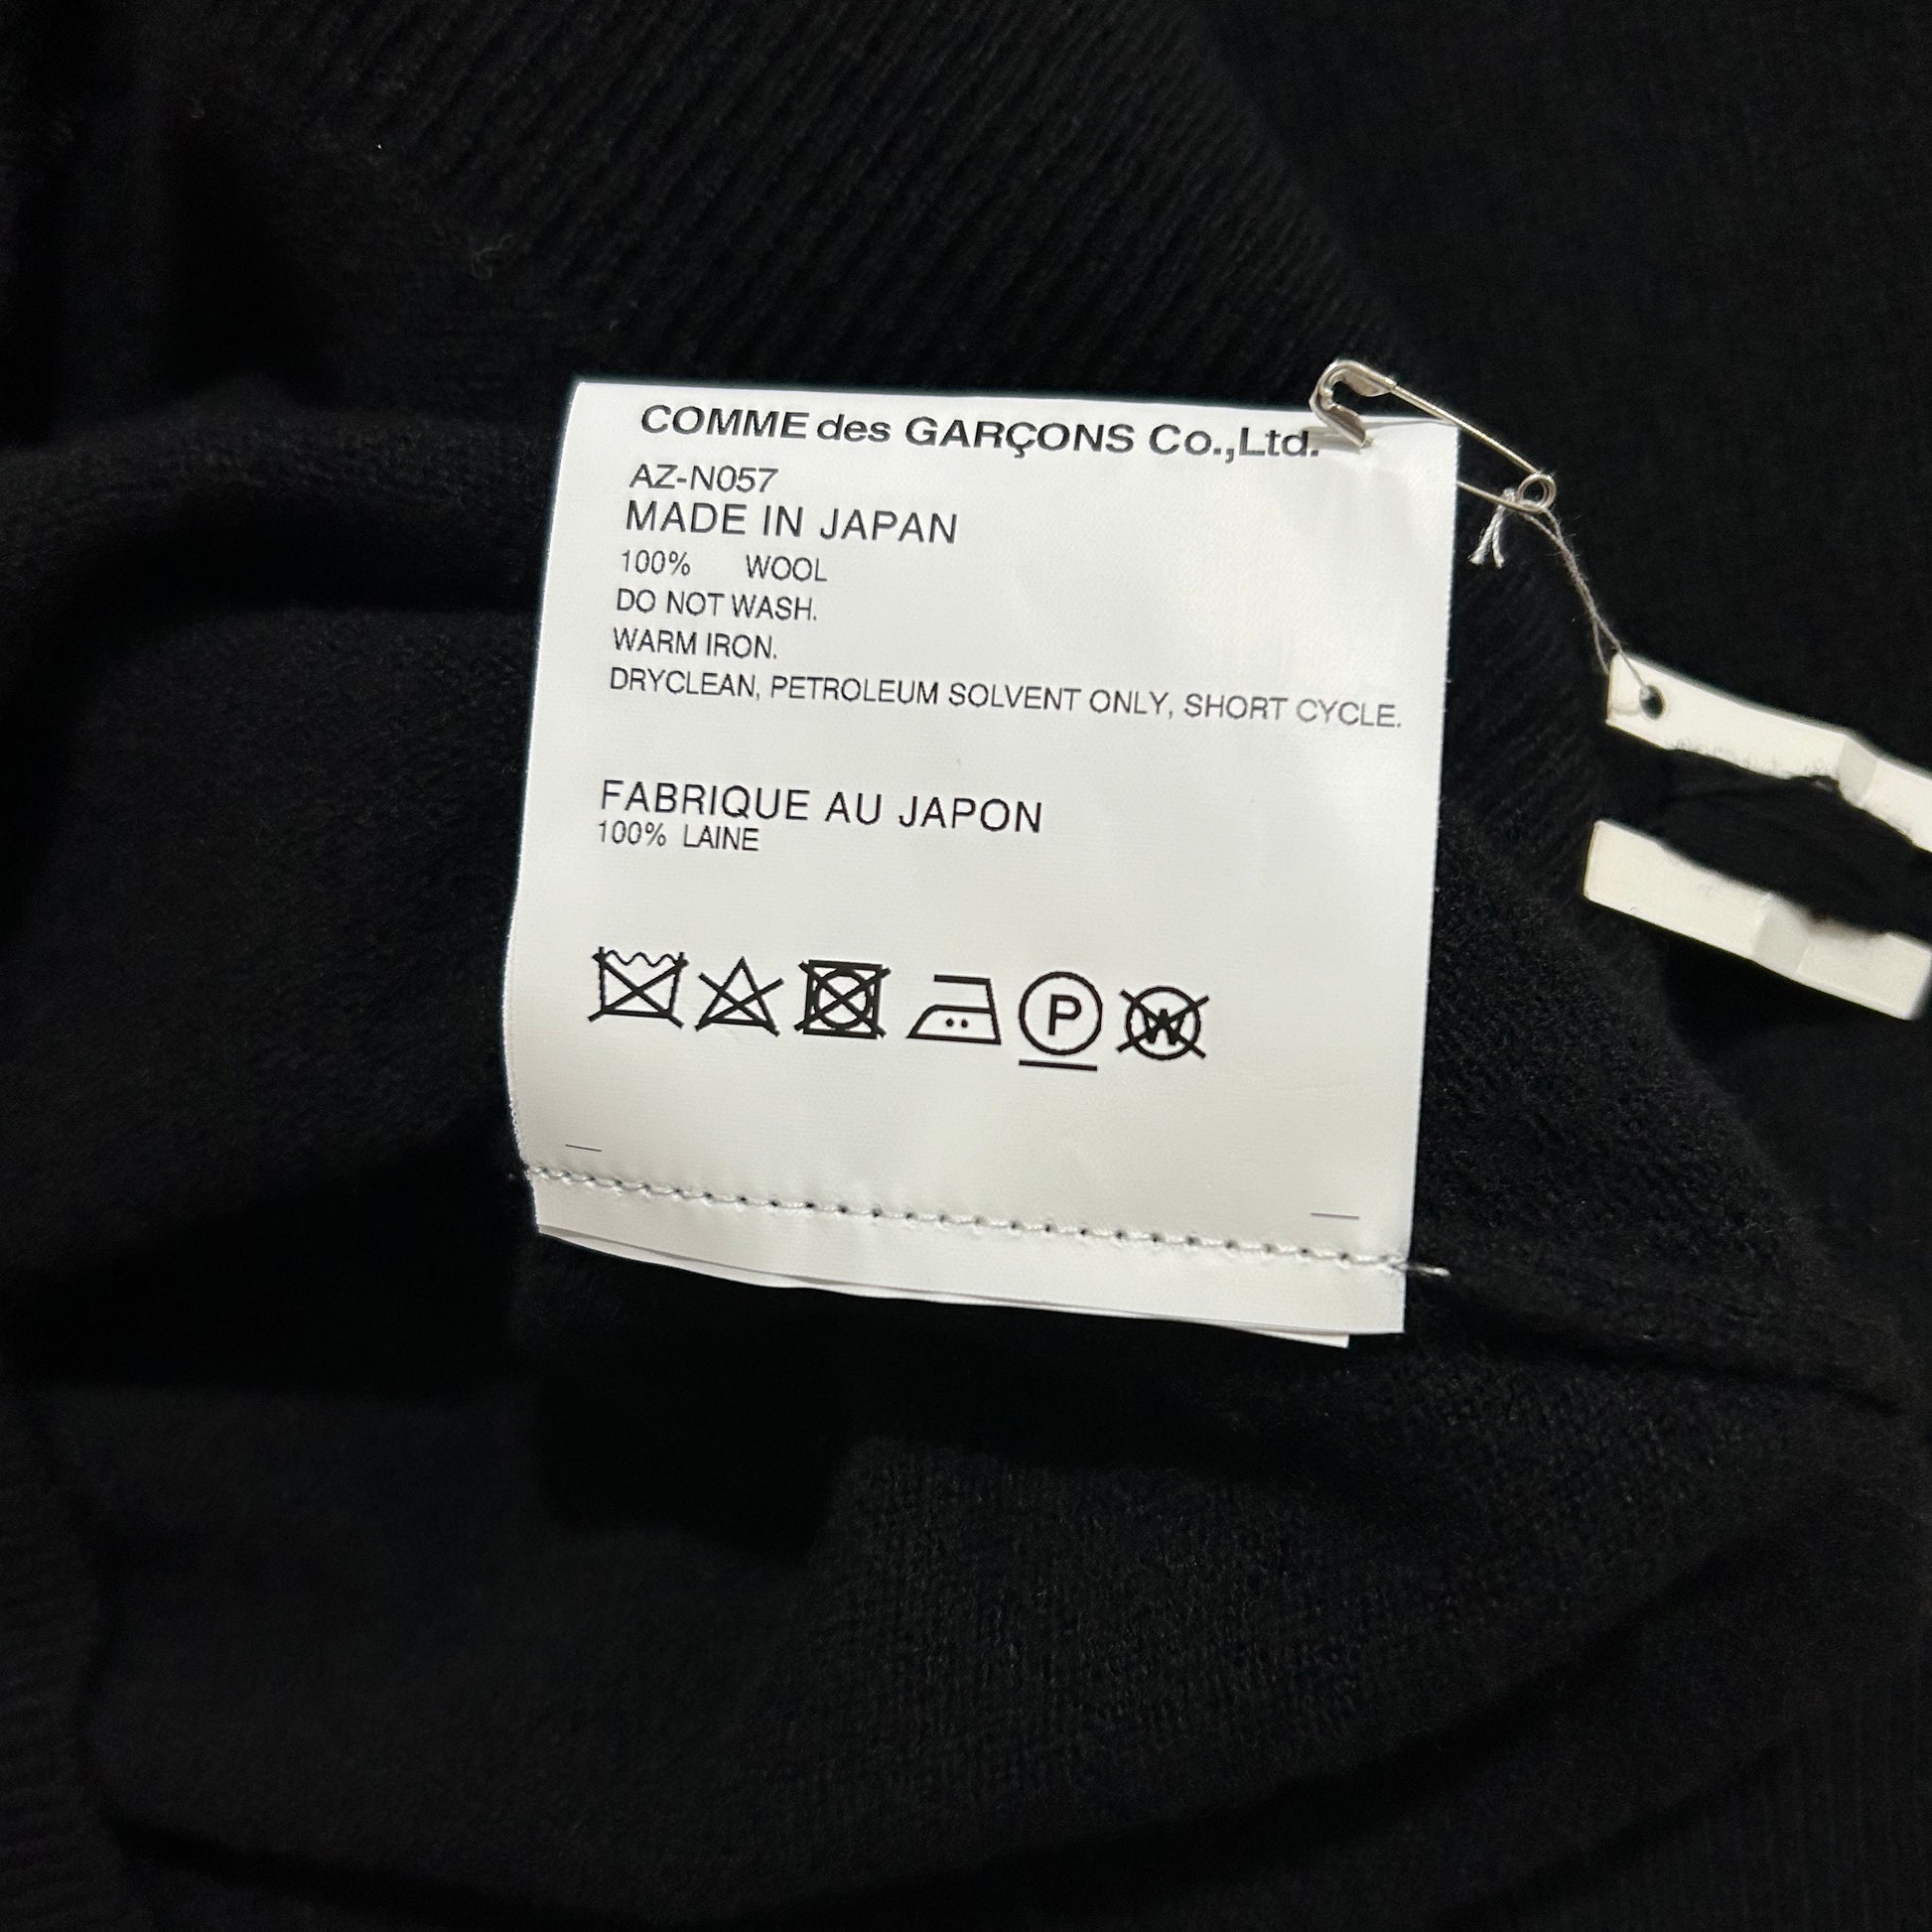 COMME des GARÇONS Co.,Ltd.
AZ-N057
MADE IN JAPAN
100% WOOL
DO NOT WASH.
WARM IRON.
DRYCLEAN, PETROLEUM SOLVENT ONLY, SHORT CYCLE.
FABRIQUE AU JAPON
100% LAINE
P W